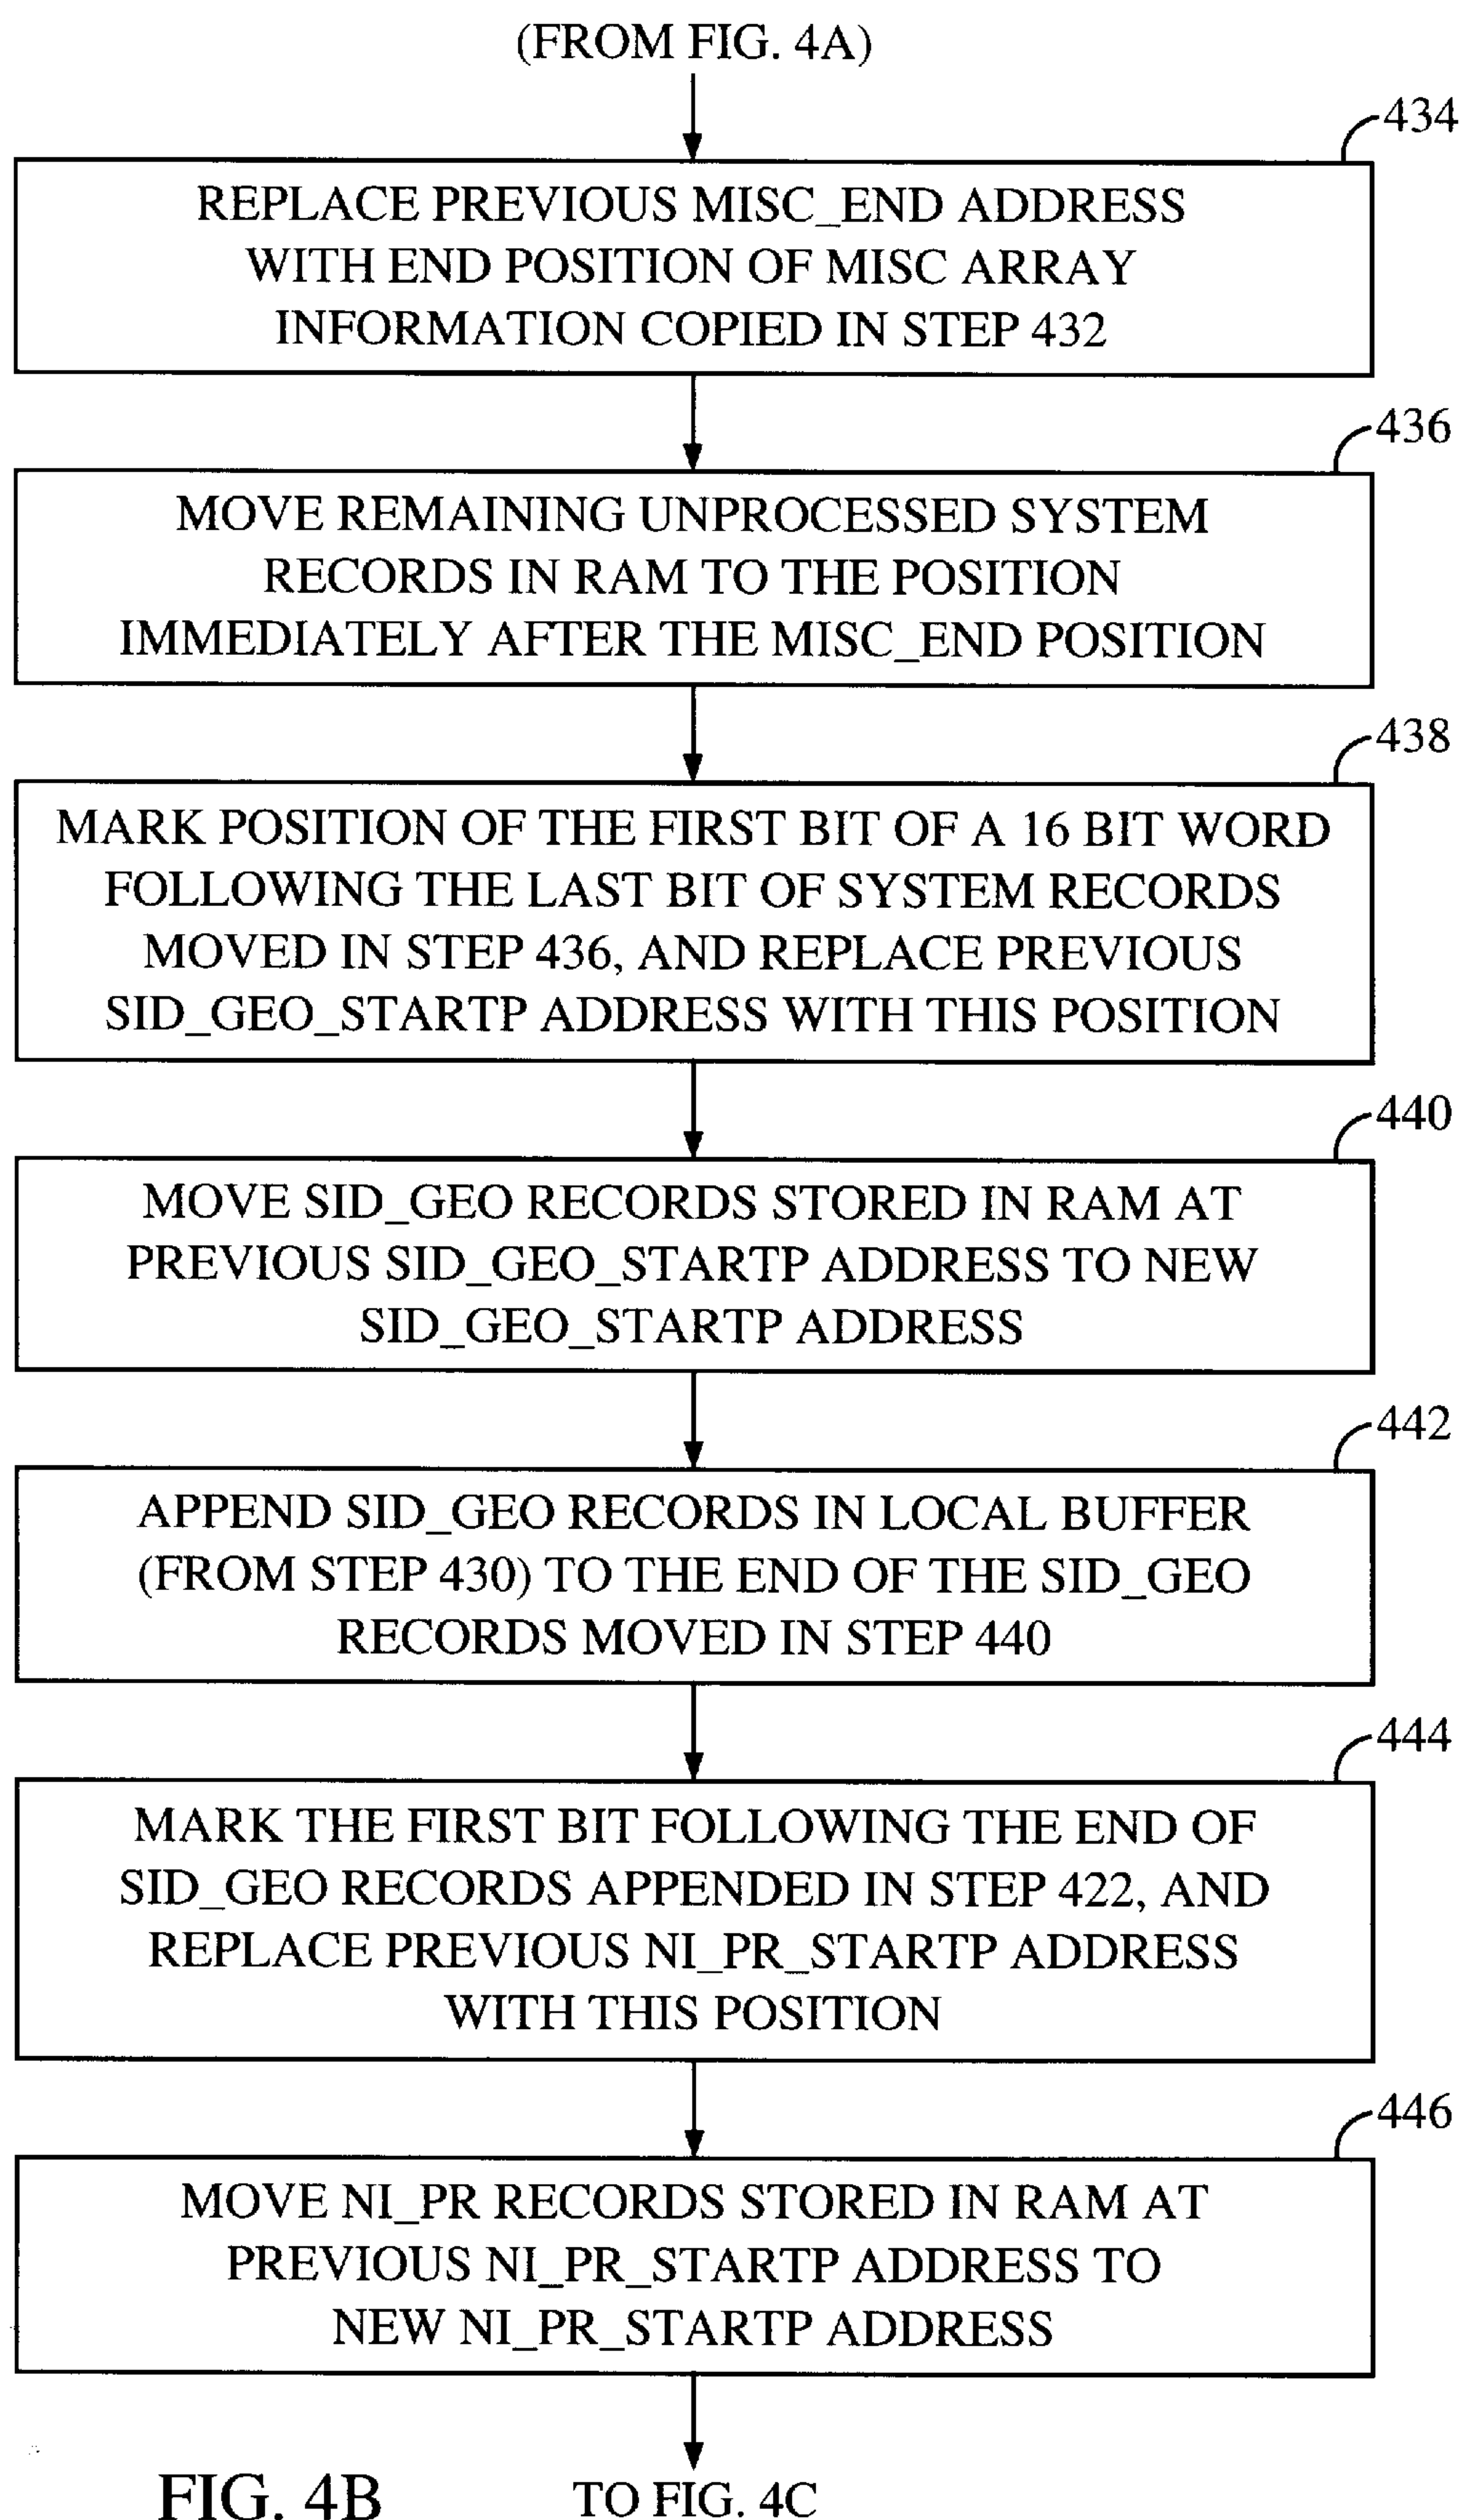 (FROM FIG. 4A)
434
REPLACE PREVIOUS MISC_END ADDRESS
WITH END POSITION OF MISC ARRAY
INFORMATION COPIED IN STEP 432
436
MOVE REMAINING UNPROCESSED SYSTEM
RECORDS IN RAM TO THE POSITION
IMMEDIATELY AFTER THE MISC_END POSITION
438
MARK POSITION OF THE FIRST BIT OF A 16 BIT WORD
FOLLOWING THE LAST BIT OF SYSTEM RECORDS
MOVED IN STEP 436, AND REPLACE PREVIOUS
SID_GEO_STARTP ADDRESS WITH THIS POSITION
440
MOVE SID_GEO RECORDS STORED IN RAM AT
PREVIOUS SID_GEO_STARTP ADDRESS TO NEW
SID_GEO_STARTP ADDRESS
442
APPEND SID_GEO RECORDS IN LOCAL BUFFER
(FROM STEP 430) TO THE END OF THE SID_GEO
RECORDS MOVED IN STEP 440
444
MARK THE FIRST BIT FOLLOWING THE END OF
SID_GEO RECORDS APPENDED IN STEP 422, AND
REPLACE PREVIOUS NI_PR_STARTP ADDRESS
WITH THIS POSITION
446
MOVE NI_PR RECORDS STORED IN RAM AT
PREVIOUS NI_PR_STARTP ADDRESS TO
NEW NI_PR_STARTP ADDRESS
FIG. 4B
TO FIG. 4C